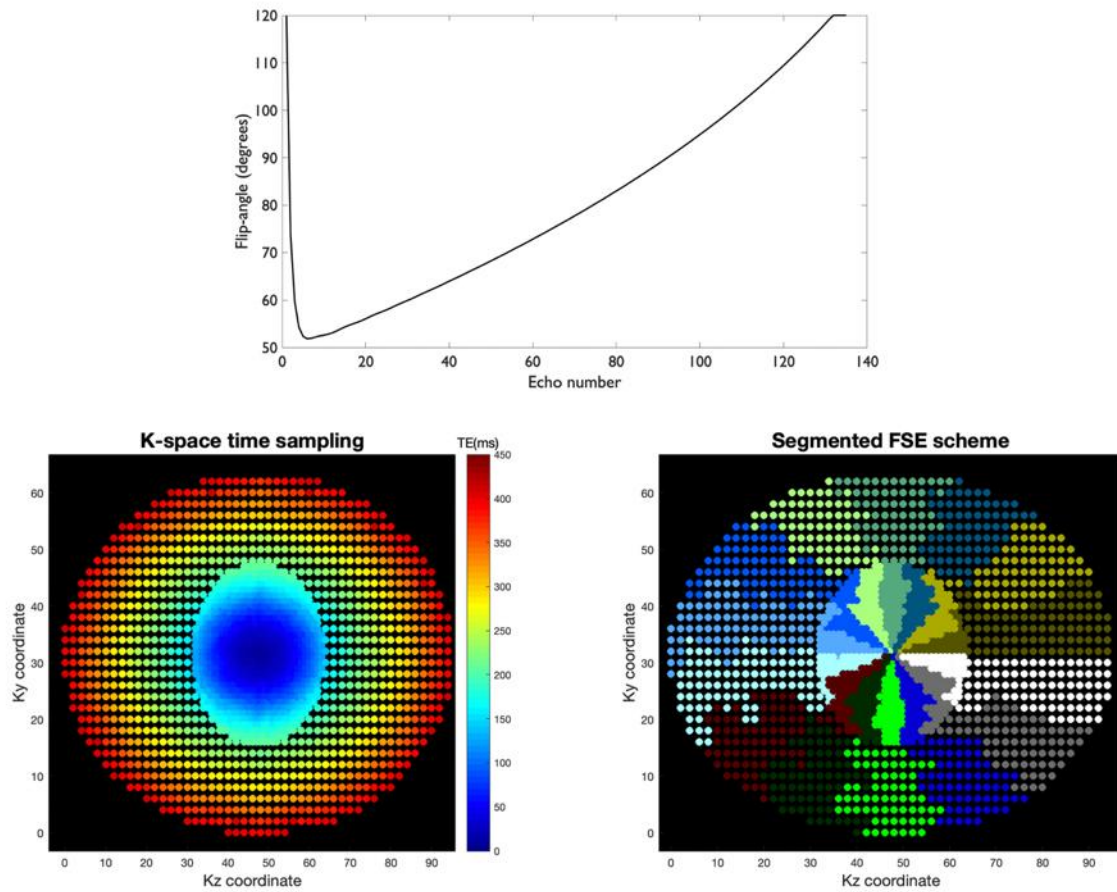 120
110
100
90
80
70
60
50
Flip-angle (degrees)
0 20 40 60 80 100 120 140
Echo number
K-space time sampling
TE(ms)
60
50
40
30
20
10
0
Ky coordinate
0 10 20 30 40 50 60 70 80 90
Kz coordinate
450
400
350
300
250
200
150
100
50
0
Segmented FSE scheme
60
50
40
30
20
10
0
Ky coordinate
0 10 20 30 40 50 60 70 80 90
Kz coordinate